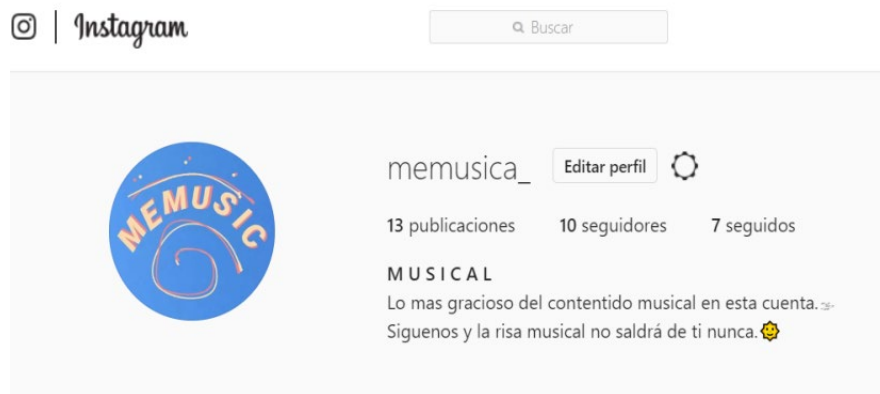 Instagram
Buscar
MEMUSIC
memusica_ Editar perfil
13 publicaciones 10 seguidores 7 seguidos
MUSICAL
Lo mas gracioso del contentido musical en esta cuenta.
Siguenos y la risa musical no saldrá de ti nunca.